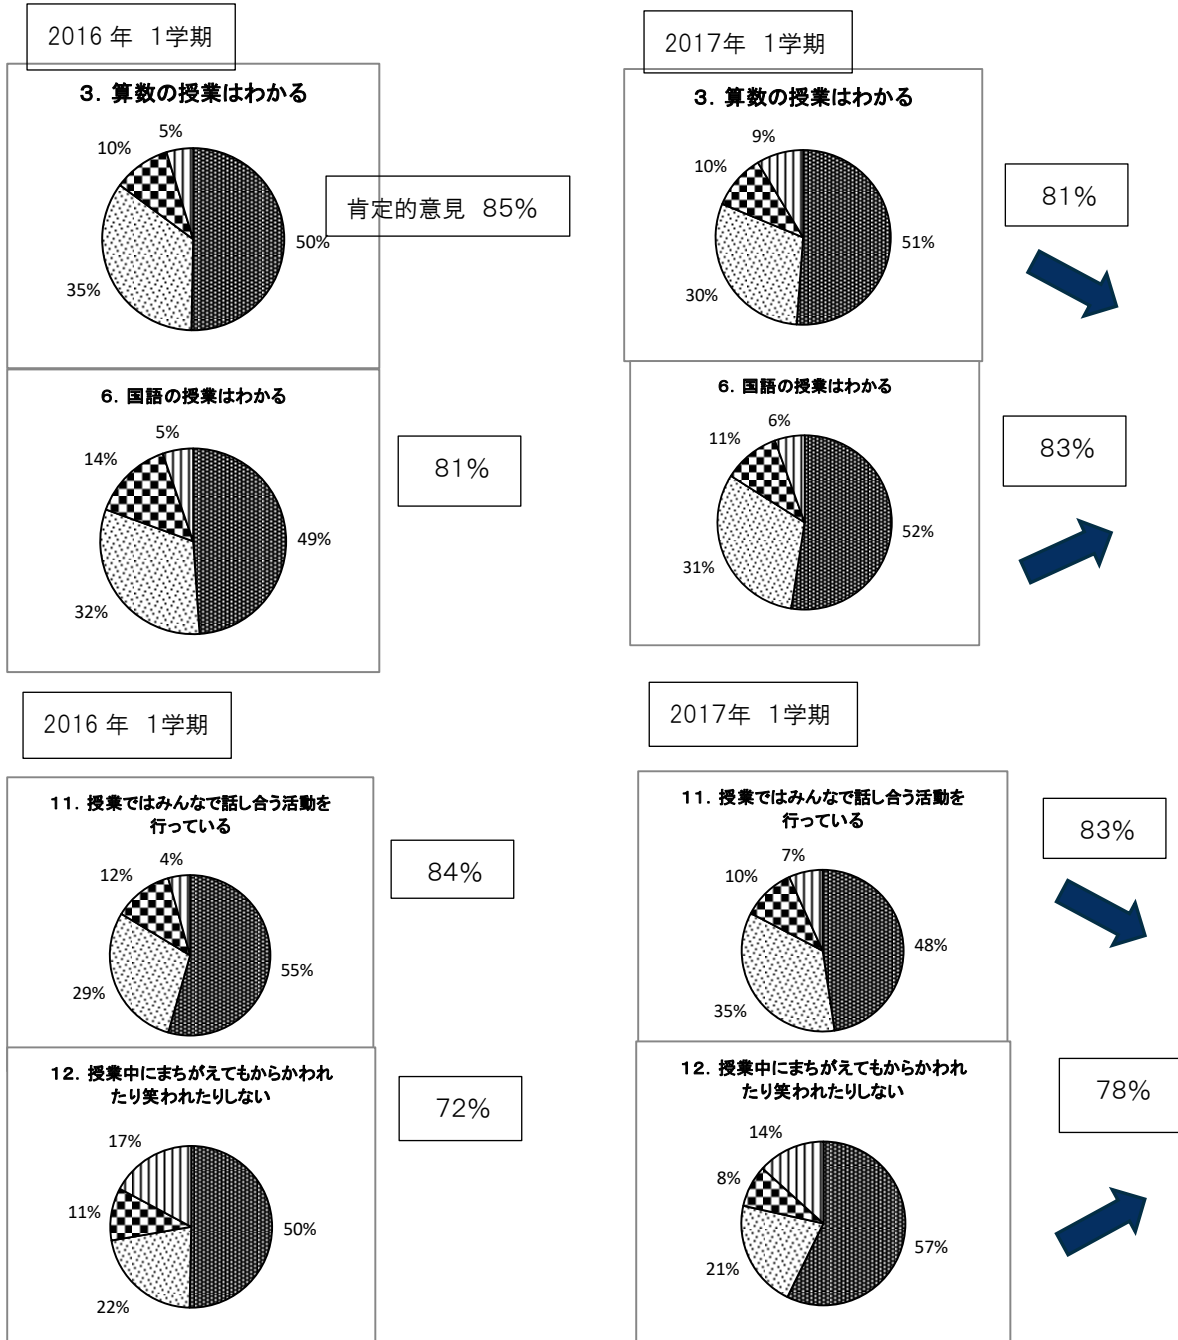 2016 年 1学期
2017年 1学期
3. 算数の授業はわかる
5%
10%
50%
35%
肯定的意見 85%
3. 算数の授業はわかる
9%
10%
51%
30%
81%
6. 国語の授業はわかる
5%
14%
49%
32%
81%
6. 国語の授業はわかる
6%
11%
52%
31%
83%
2016 年 1学期
2017年 1学期
11. 授業ではみんなで話し合う活動を
行っている
4%
12%
55%
29%
84%
11. 授業ではみんなで話し合う活動を
行っている
7%
10%
48%
35%
83%
12. 授業中にまちがえてもからかわれ
たり笑われたりしない
17%
11%
50%
22%
72%
12. 授業中にまちがえてもからかわれ
たり笑われたりしない
14%
8%
57%
21%
78%